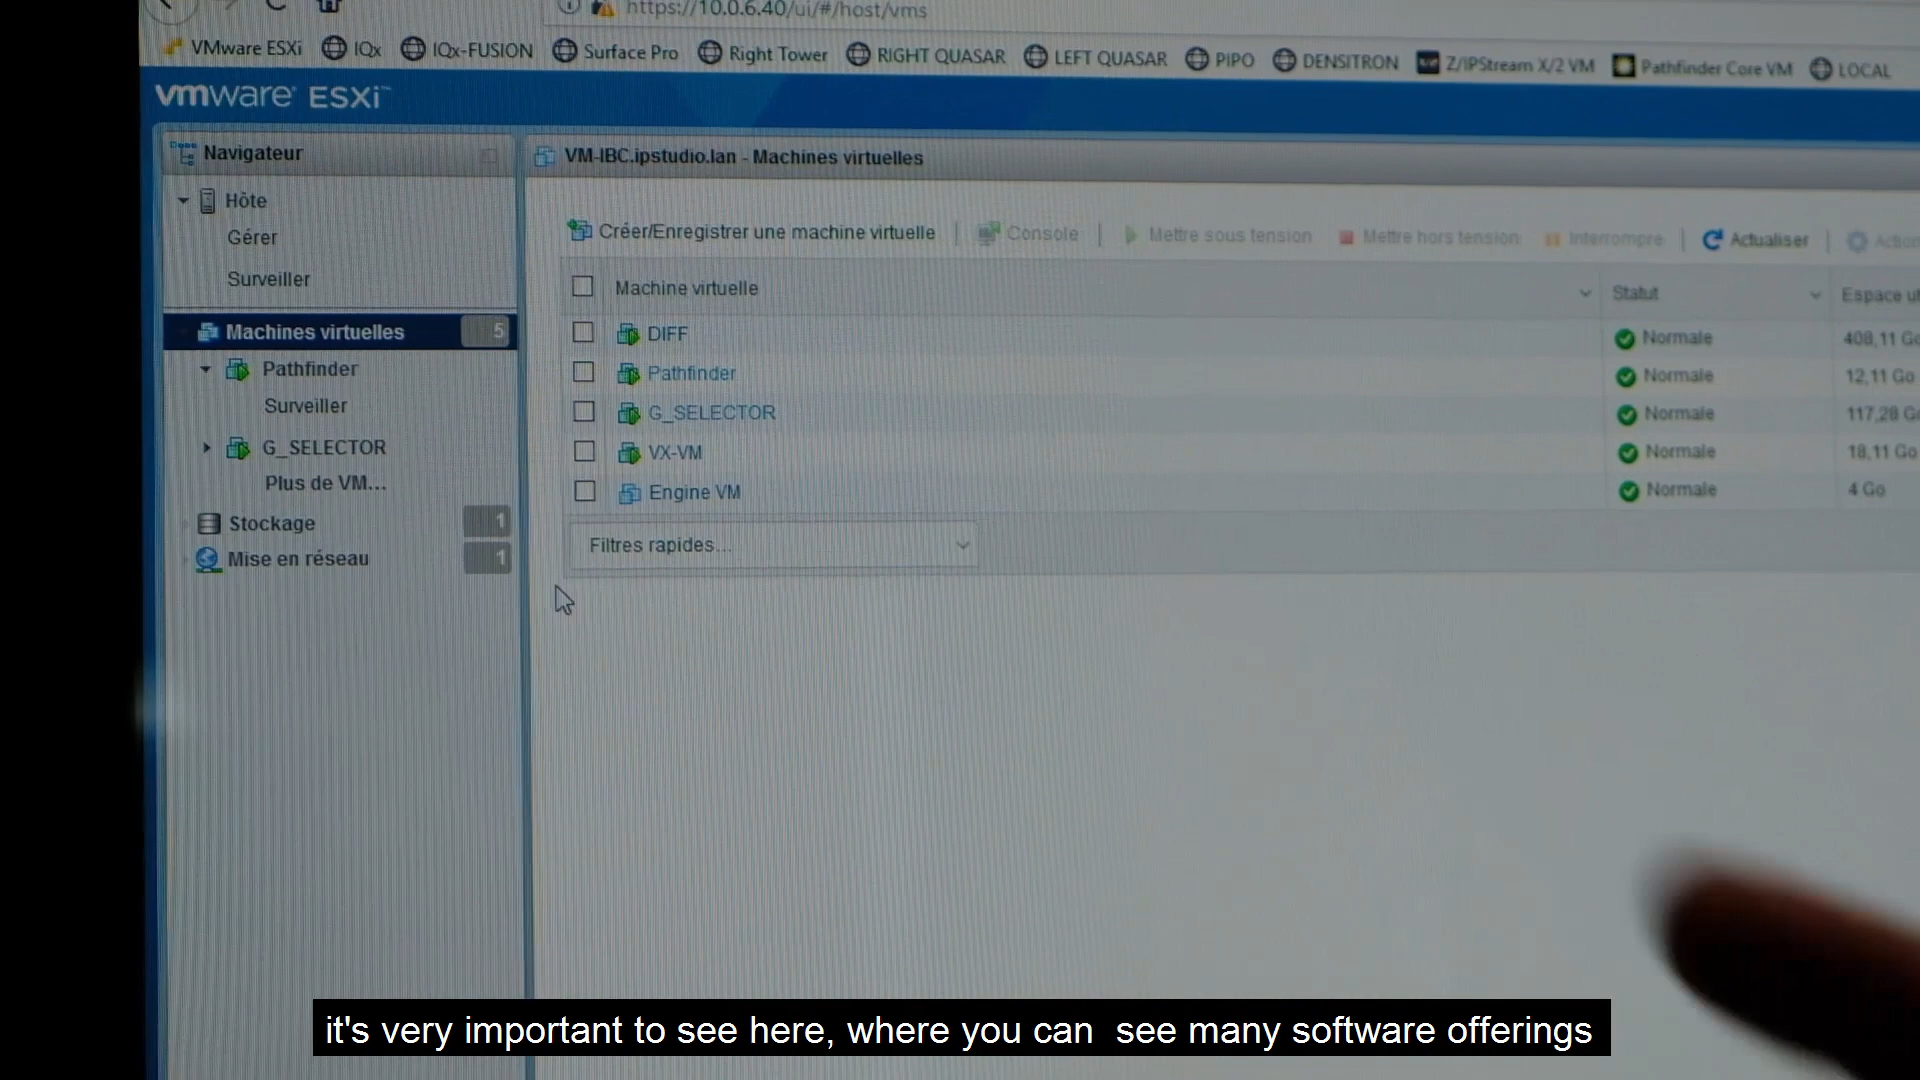 https://10.0.6.40/ui/#/host/vms
VMware ESXi IQx IQx-FUSION Surface Pro Right Tower RIGHT QUASAR LEFT QUASAR PIPO DENSITRON Z/IPStream X/2 VM Pathfinder Core VM LOCAL
vmware ESXi
Navigateur
VM-IBC.ipstudio.lan - Machines virtuelles
Hôte
Gérer
Surveiller
Créer/Enregistrer une machine virtuelle Console Mettre sous tension Mettre hors tension Interrompre Actualiser
Machine virtuelle Statut Espace
Machines virtuelles 5
DIFF Normale 408,11 Go
Pathfinder
Pathfinder Normale 12,11 Go
Surveiller
G_SELECTOR Normale 117,28 Go
G_SELECTOR
VX-VM Normale 18,11 Go
Plus de VM...
Engine VM Normale 4 Go
Stockage 1
Filtres rapides...
Mise en réseau 1
it's very important to see here, where you can see many software offerings